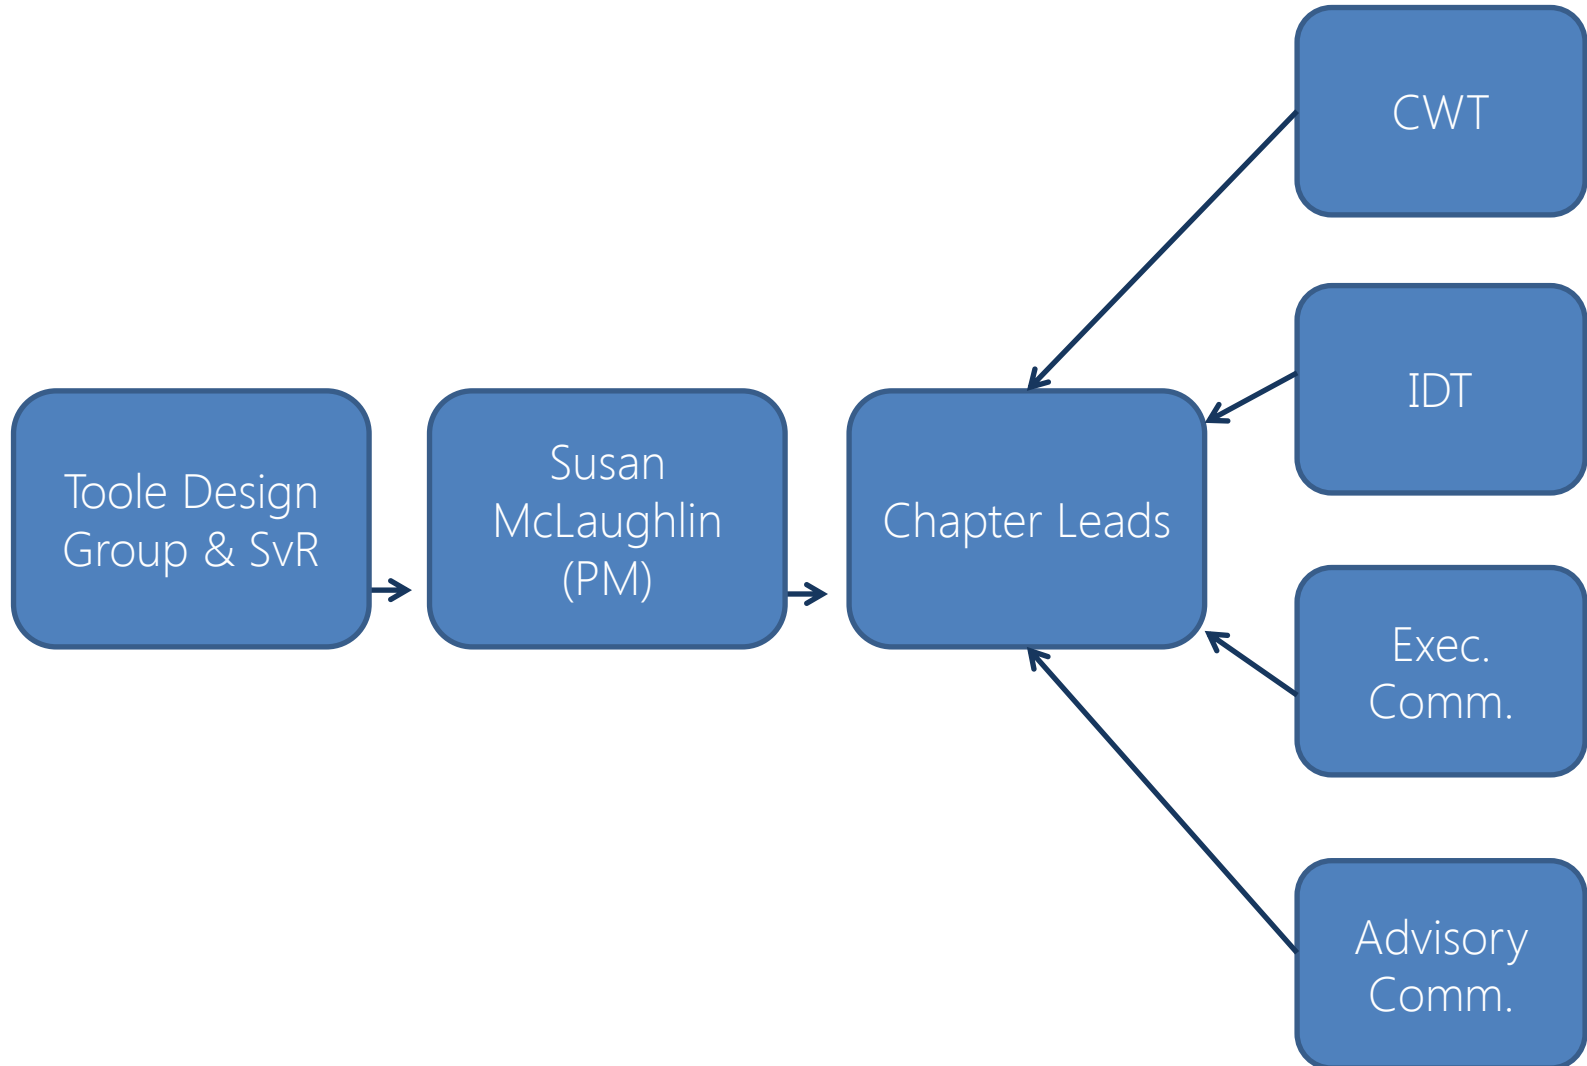 Toole Design
Group & SvR
Susan
McLaughlin
(PM)
Chapter Leads
CWT
IDT
Exec.
Comm.
Advisory
Comm.